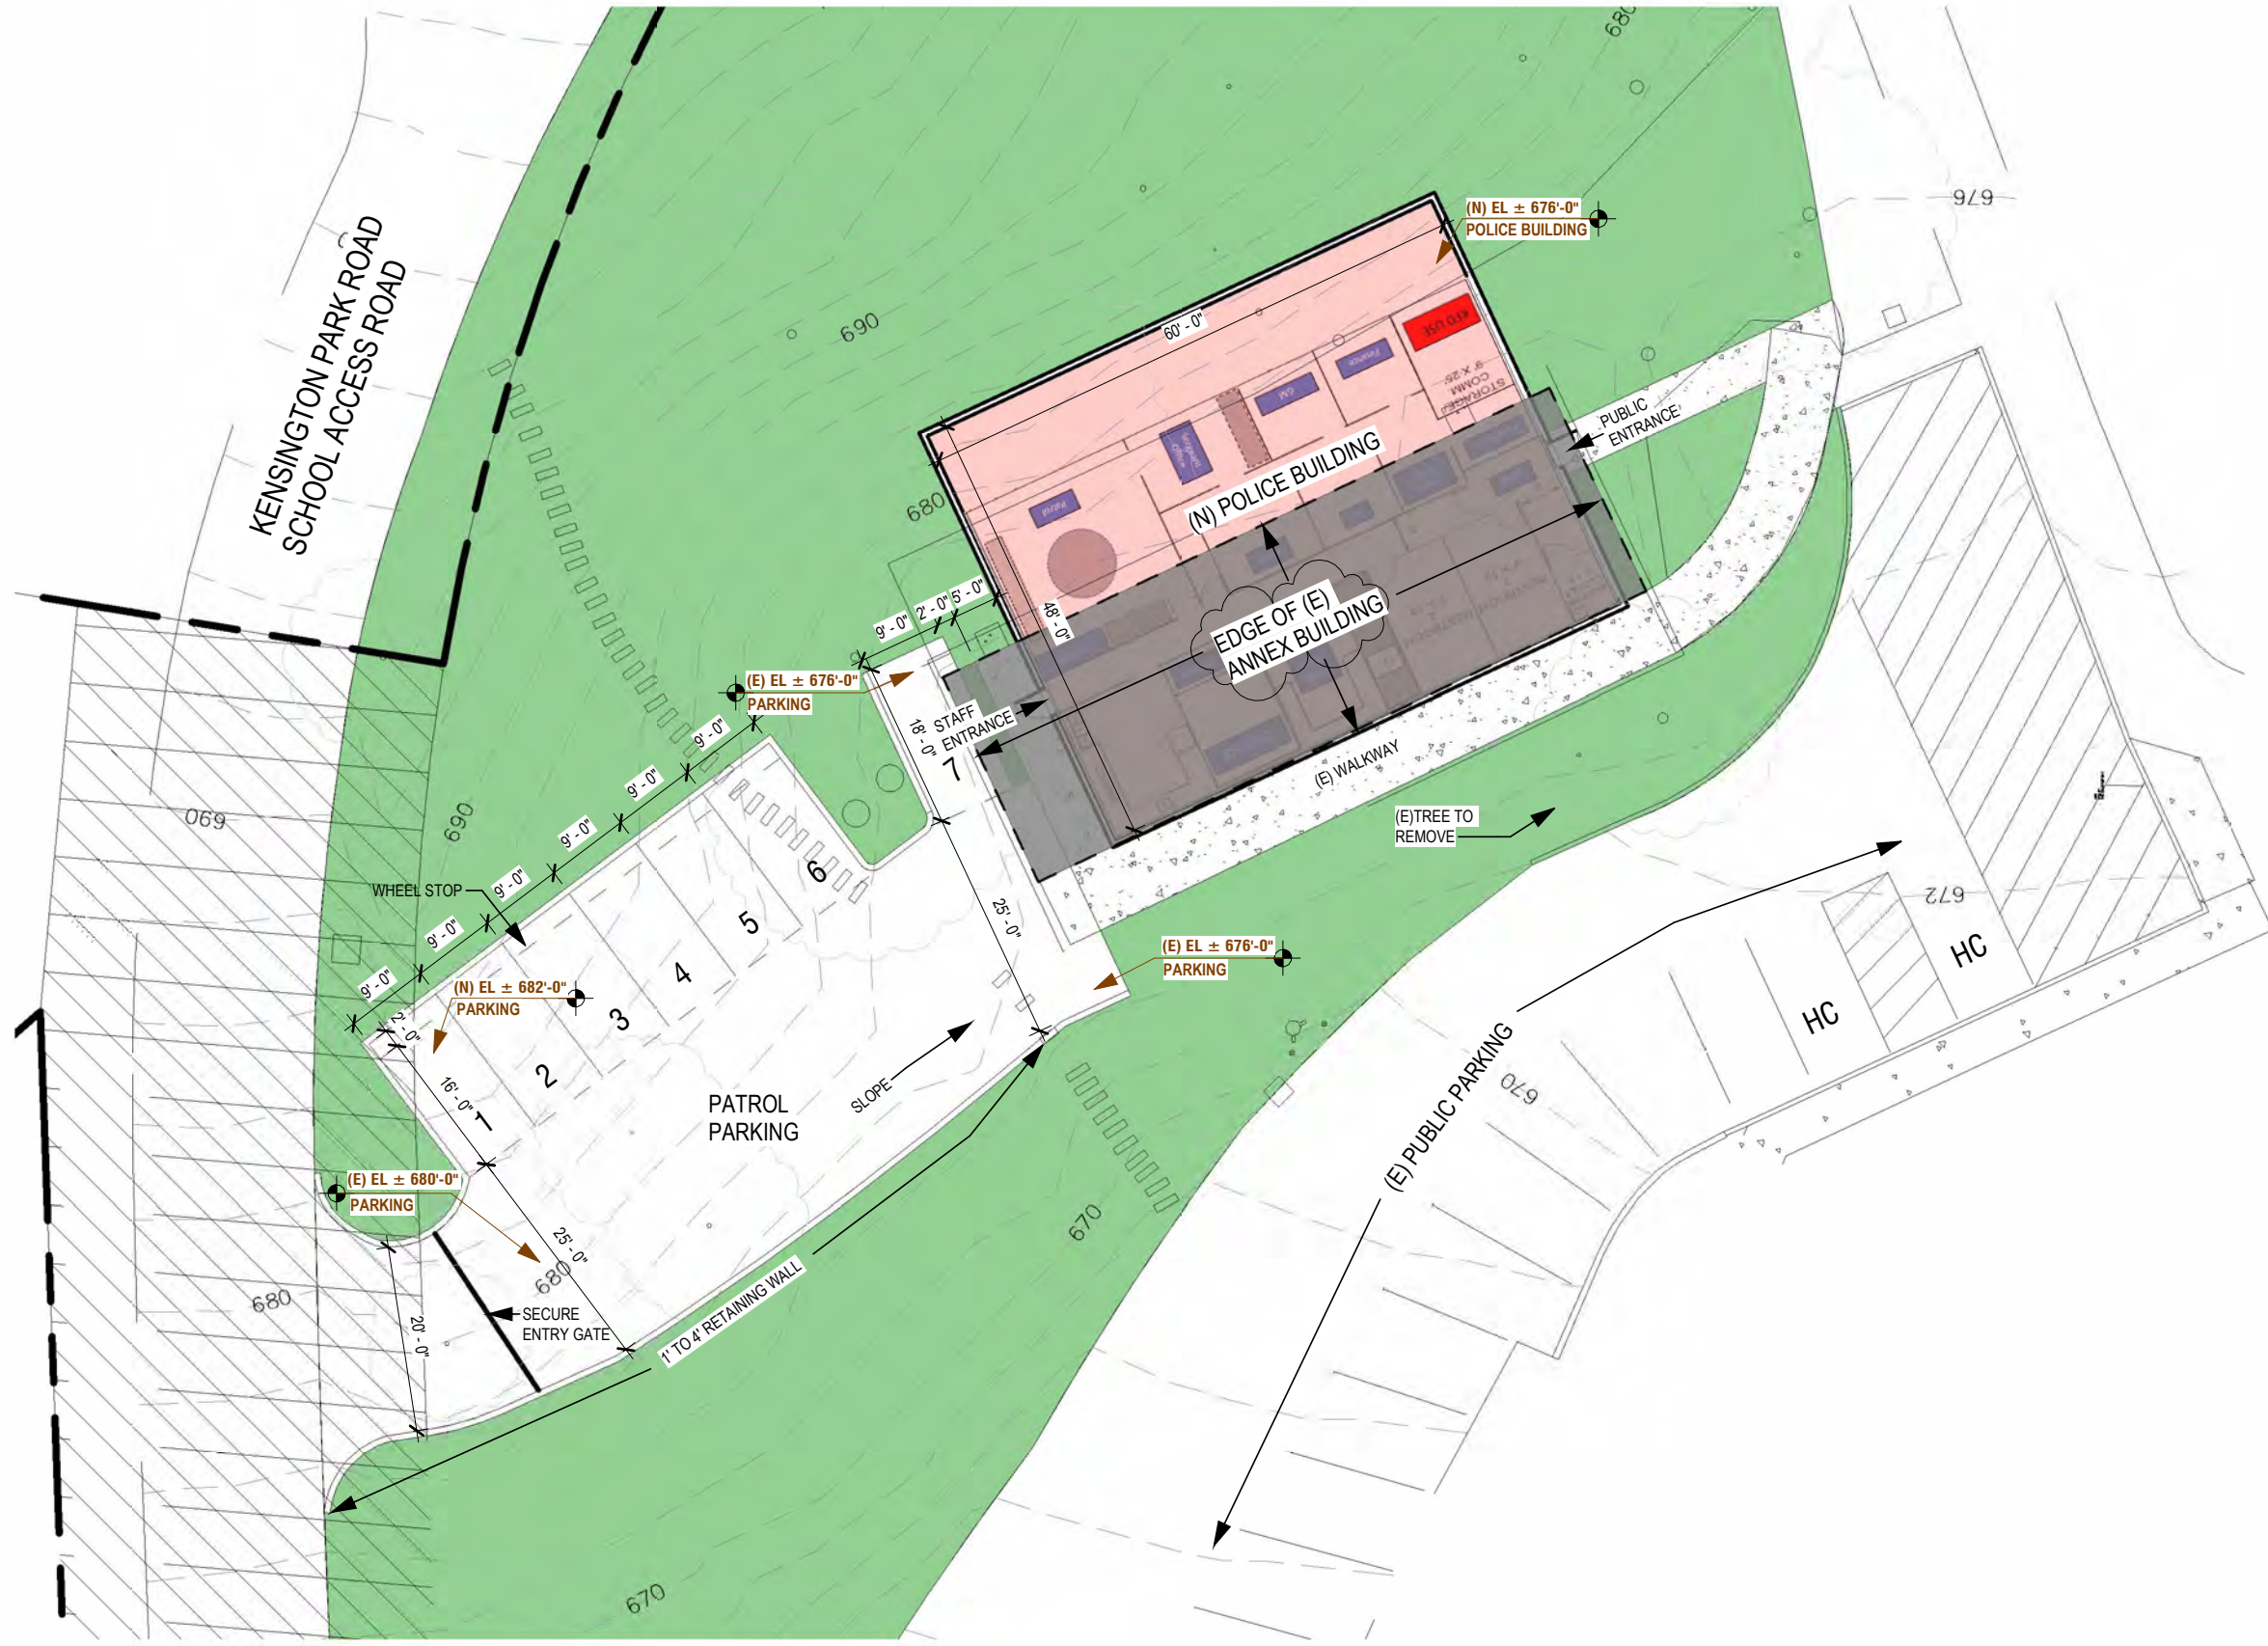 680
676
KENSINGTON PARK ROAD
SCHOOL ACCESS ROAD
(N) EL ± 676'-0"
POLICE BUILDING
690
60' - 0"
KFD USE
Finance
GM
STORAGE/
COMM
9' X 26'
PUBLIC
ENTRANCE
680
Patrol
(N) POLICE BUILDING
9' - 0"
2' - 0"
5' - 0"
48' - 0"
EDGE OF (E)
ANNEX BUILDING
(E) EL ± 676'-0"
PARKING
STAFF
ENTRANCE
18' - 0"
7
(E) WALKWAY
(E)TREE TO
REMOVE
690
690
9' - 0"
9' - 0"
9' - 0"
9' - 0"
9' - 0"
9' - 0"
WHEEL STOP
6
5
4
3
2
1
25' - 0"
672
HC
HC
(E) EL ± 676'-0"
PARKING
(N) EL ± 682'-0"
PARKING
2' - 0"
16' - 0"
PATROL
PARKING
SLOPE
(E) PUBLIC PARKING
670
(E) EL ± 680'-0"
PARKING
25' - 0"
680
680
670
SECURE
ENTRY GATE
20' - 0"
1' TO 4' RETAINING WALL
670